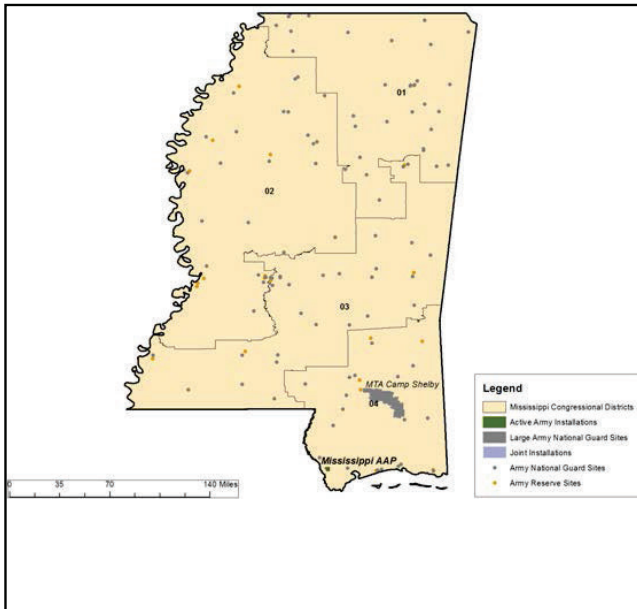 01
02
03
MTA Camp Shelby
04
Mississippi AAP
0 35 70 140 Miles
Legend
Mississippi Congressional Districts
Active Army Installations
Large Army National Guard Sites
Joint Installations
Army National Guard Sites
Army Reserve Sites